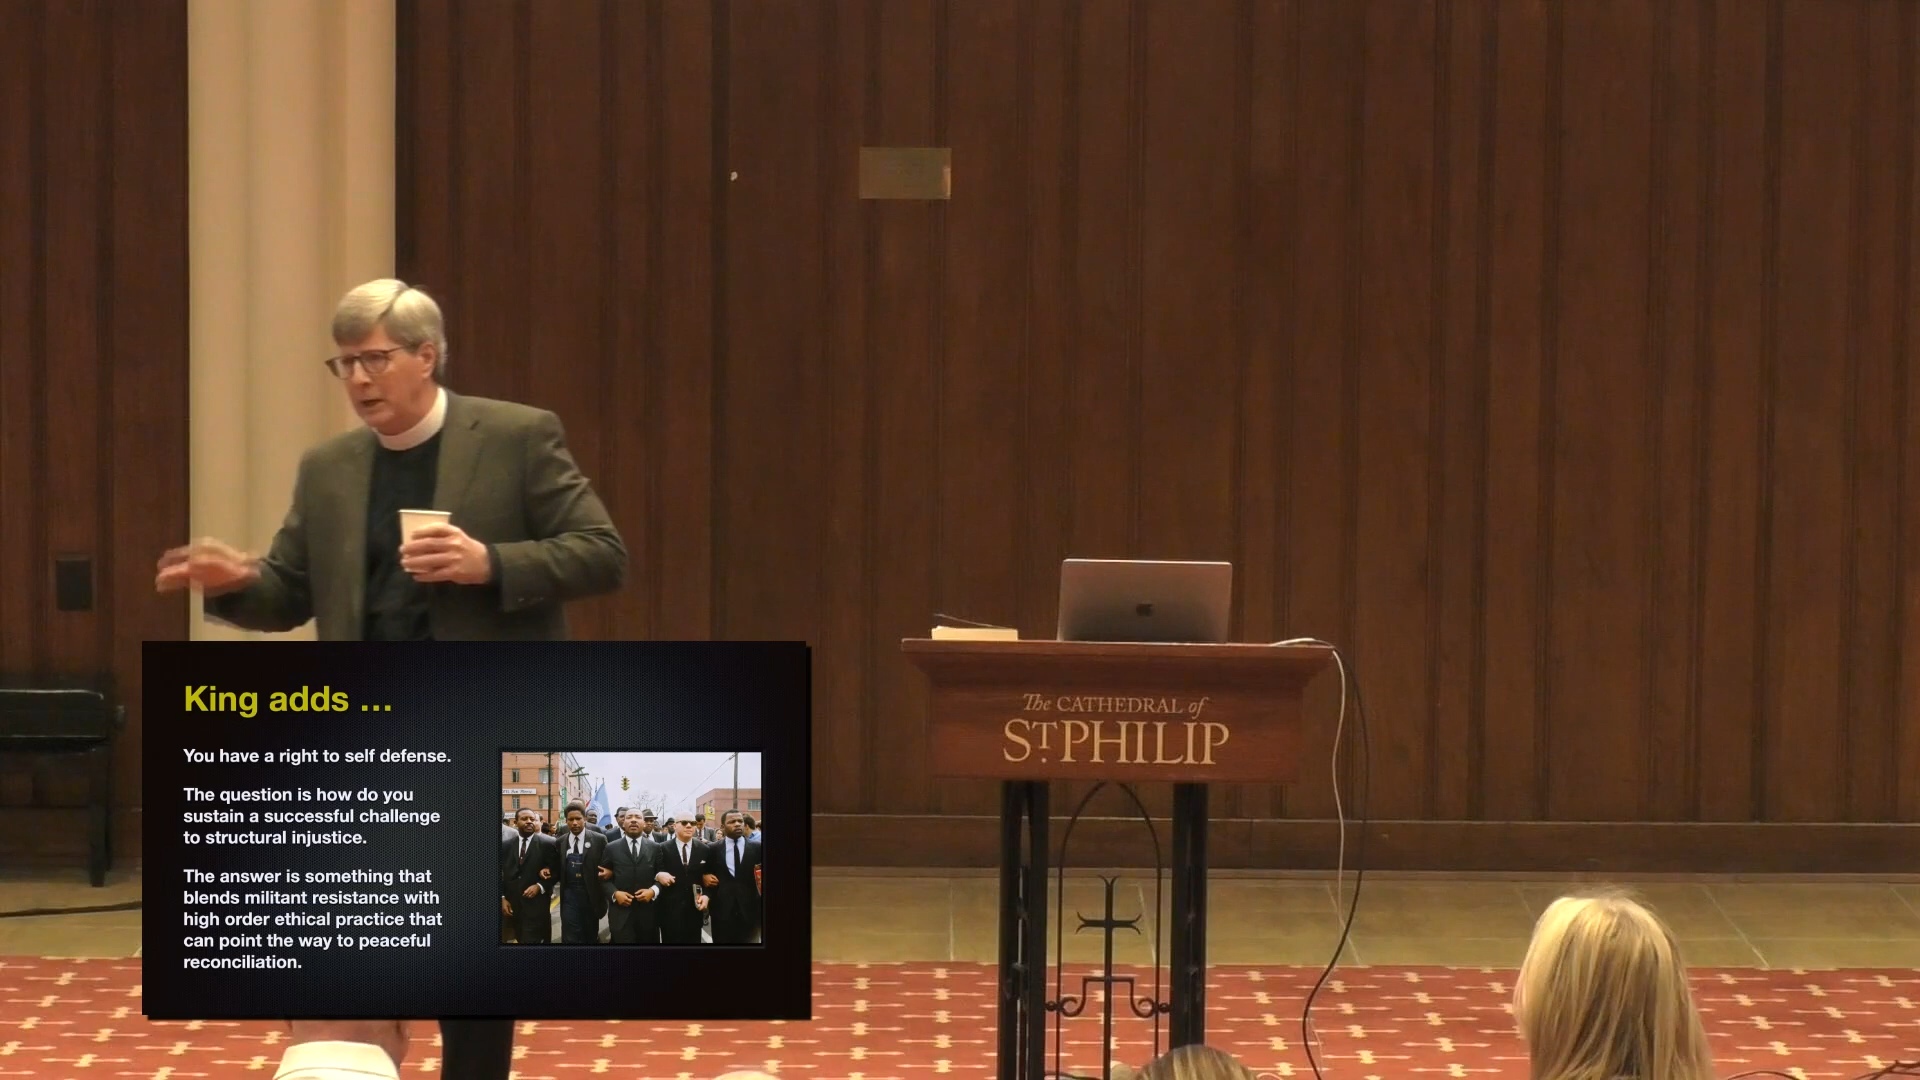 King adds …
You have a right to self defense.
The question is how do you
sustain a successful challenge
to structural injustice.
The answer is something that
blends militant resistance with
high order ethical practice that
can point the way to peaceful
reconciliation.
The CATHEDRAL of
ST. PHILIP